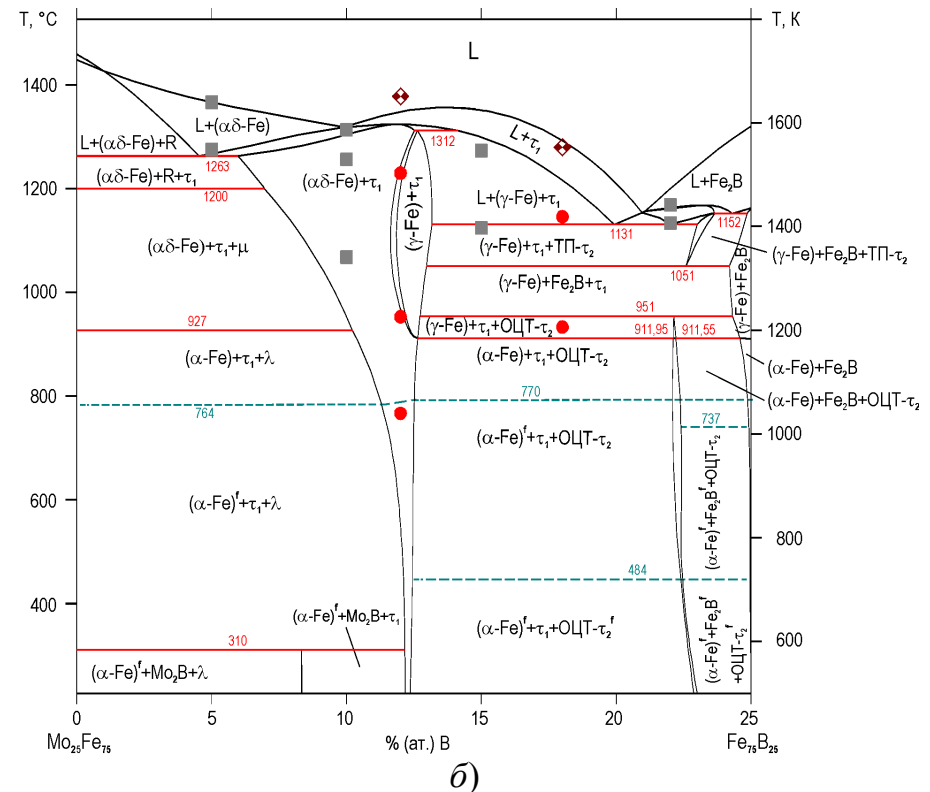 T, °C
T, K
L
1400
1600
L+(αδ-Fe)
L+τ₁
L+(αδ-Fe)+R
1312
1263
L+Fe₂B
(αδ-Fe)+R+τ₁
(αδ-Fe)+τ₁
1200
1200
(γ-Fe)+τ₁
L+(γ-Fe)+τ₁
1152
1400
1131
(αδ-Fe)+τ₁+μ
(γ-Fe)+τ₁+ТП-τ₂
(γ-Fe)+Fe₂B+ТП-τ₂
1051
(γ-Fe)+Fe₂B
1000
(γ-Fe)+Fe₂B+τ₁
951
927
(γ-Fe)+τ₁+ОЦТ-τ₂
911,95
911,55
1200
(α-Fe)+τ₁+λ
(α-Fe)+τ₁+ОЦТ-τ₂
(α-Fe)+Fe₂B
800
770
(α-Fe)+Fe₂B+ОЦТ-τ₂
764
737
1000
(α-Fe)ᶠ+τ₁+ОЦТ-τ₂
(α-Fe)ᶠ+Fe₂Bᶠ+ОЦТ-τ₂
(α-Fe)ᶠ+τ₁+λ
600
800
484
400
(α-Fe)ᶠ+Mo₂B+τ₁
(α-Fe)ᶠ+τ₁+ОЦТ-τ₂ᶠ
(α-Fe)ᶠ+Fe₂Bᶠ
+ОЦТ-τ₂ᶠ
310
600
(α-Fe)ᶠ+Mo₂B+λ
0
5
10
15
20
25
Mo₂₅Fe₇₅
% (ат.) B
Fe₇₅B₂₅
б)